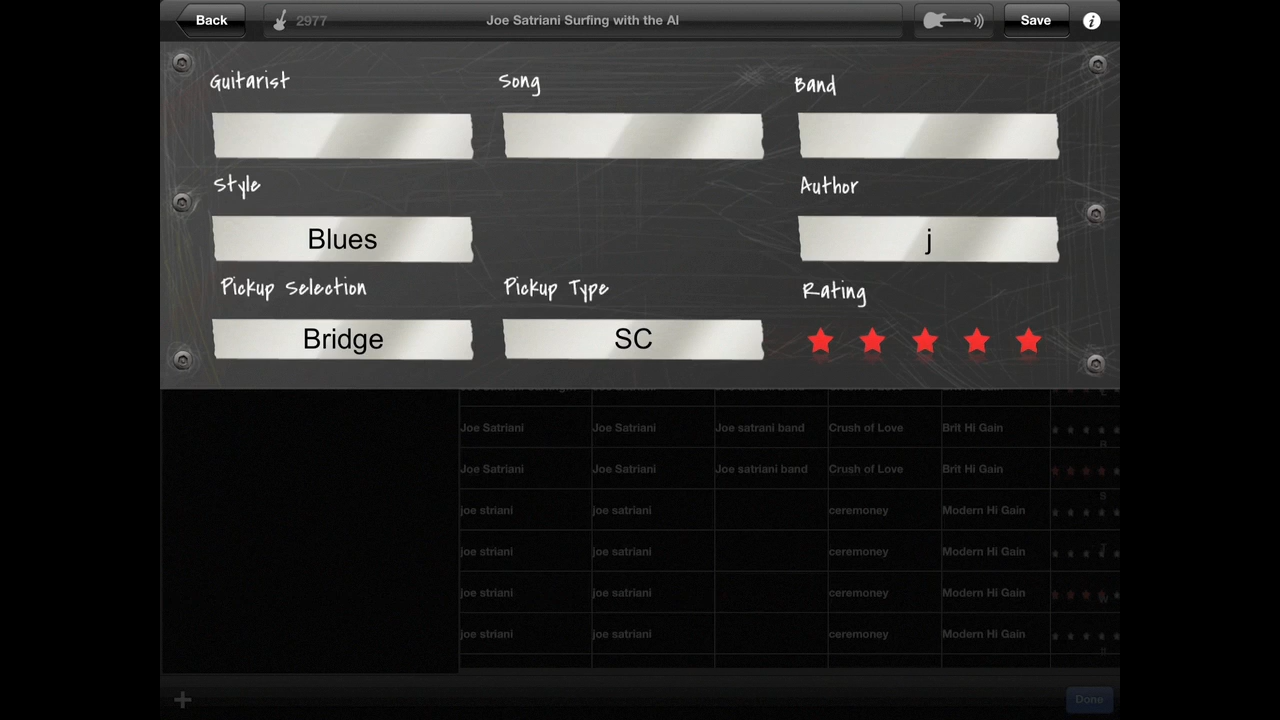 Back
2977
Joe Satriani Surfing with the Al
Save
i
Guitarist
Song
Band
Style
Author
Blues
j
Pickup Selection
Pickup Type
Rating
Bridge
SC
Joe Satriani Joe Satriani Joe satrani band Crush of Love Brit Hi Gain
Joe Satriani Joe Satriani Joe satriani band Crush of Love Brit Hi Gain
joe striani joe satriani ceremoney Modern Hi Gain
joe striani joe satriani ceremoney Modern Hi Gain
joe striani joe satriani ceremoney Modern Hi Gain
joe striani joe satriani ceremoney Modern Hi Gain
Done